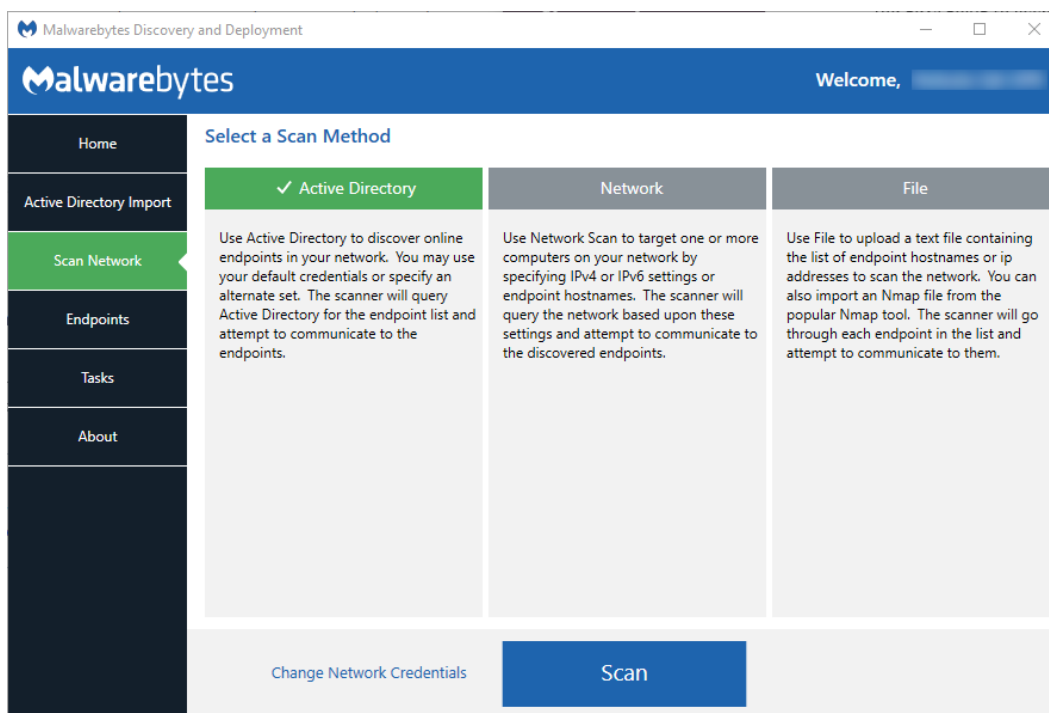 Malwarebytes Discovery and Deployment
Malwarebytes
Welcome,
Home
Active Directory Import
Scan Network
Endpoints
Tasks
About
Select a Scan Method
Active Directory
Use Active Directory to discover online
endpoints in your network. You may use
your default credentials or specify an
alternate set. The scanner will query
Active Directory for the endpoint list and
attempt to communicate to the
endpoints.
Network
Use Network Scan to target one or more
computers on your network by
specifying IPv4 or IPv6 settings or
endpoint hostnames. The scanner will
query the network based upon these
settings and attempt to communicate to
the discovered endpoints.
File
Use File to upload a text file containing
the list of endpoint hostnames or ip
addresses to scan the network. You can
also import an Nmap file from the
popular Nmap tool. The scanner will go
through each endpoint in the list and
attempt to communicate to them.
Change Network Credentials
Scan